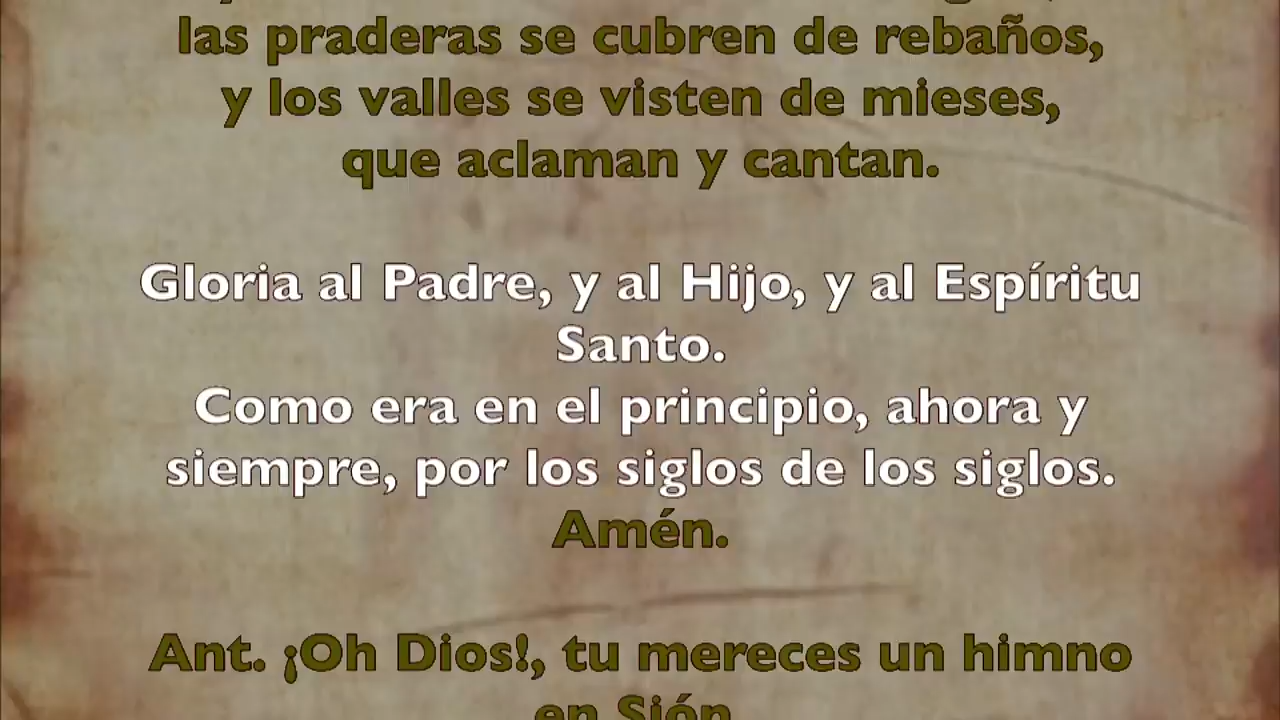 las praderas se cubren de rebaños,
y los valles se visten de mieses,
que aclaman y cantan.
Gloria al Padre, y al Hijo, y al Espíritu
Santo.
Como era en el principio, ahora y
siempre, por los siglos de los siglos.
Amén.
Ant. ¡Oh Dios!, tu mereces un himno
en Sión